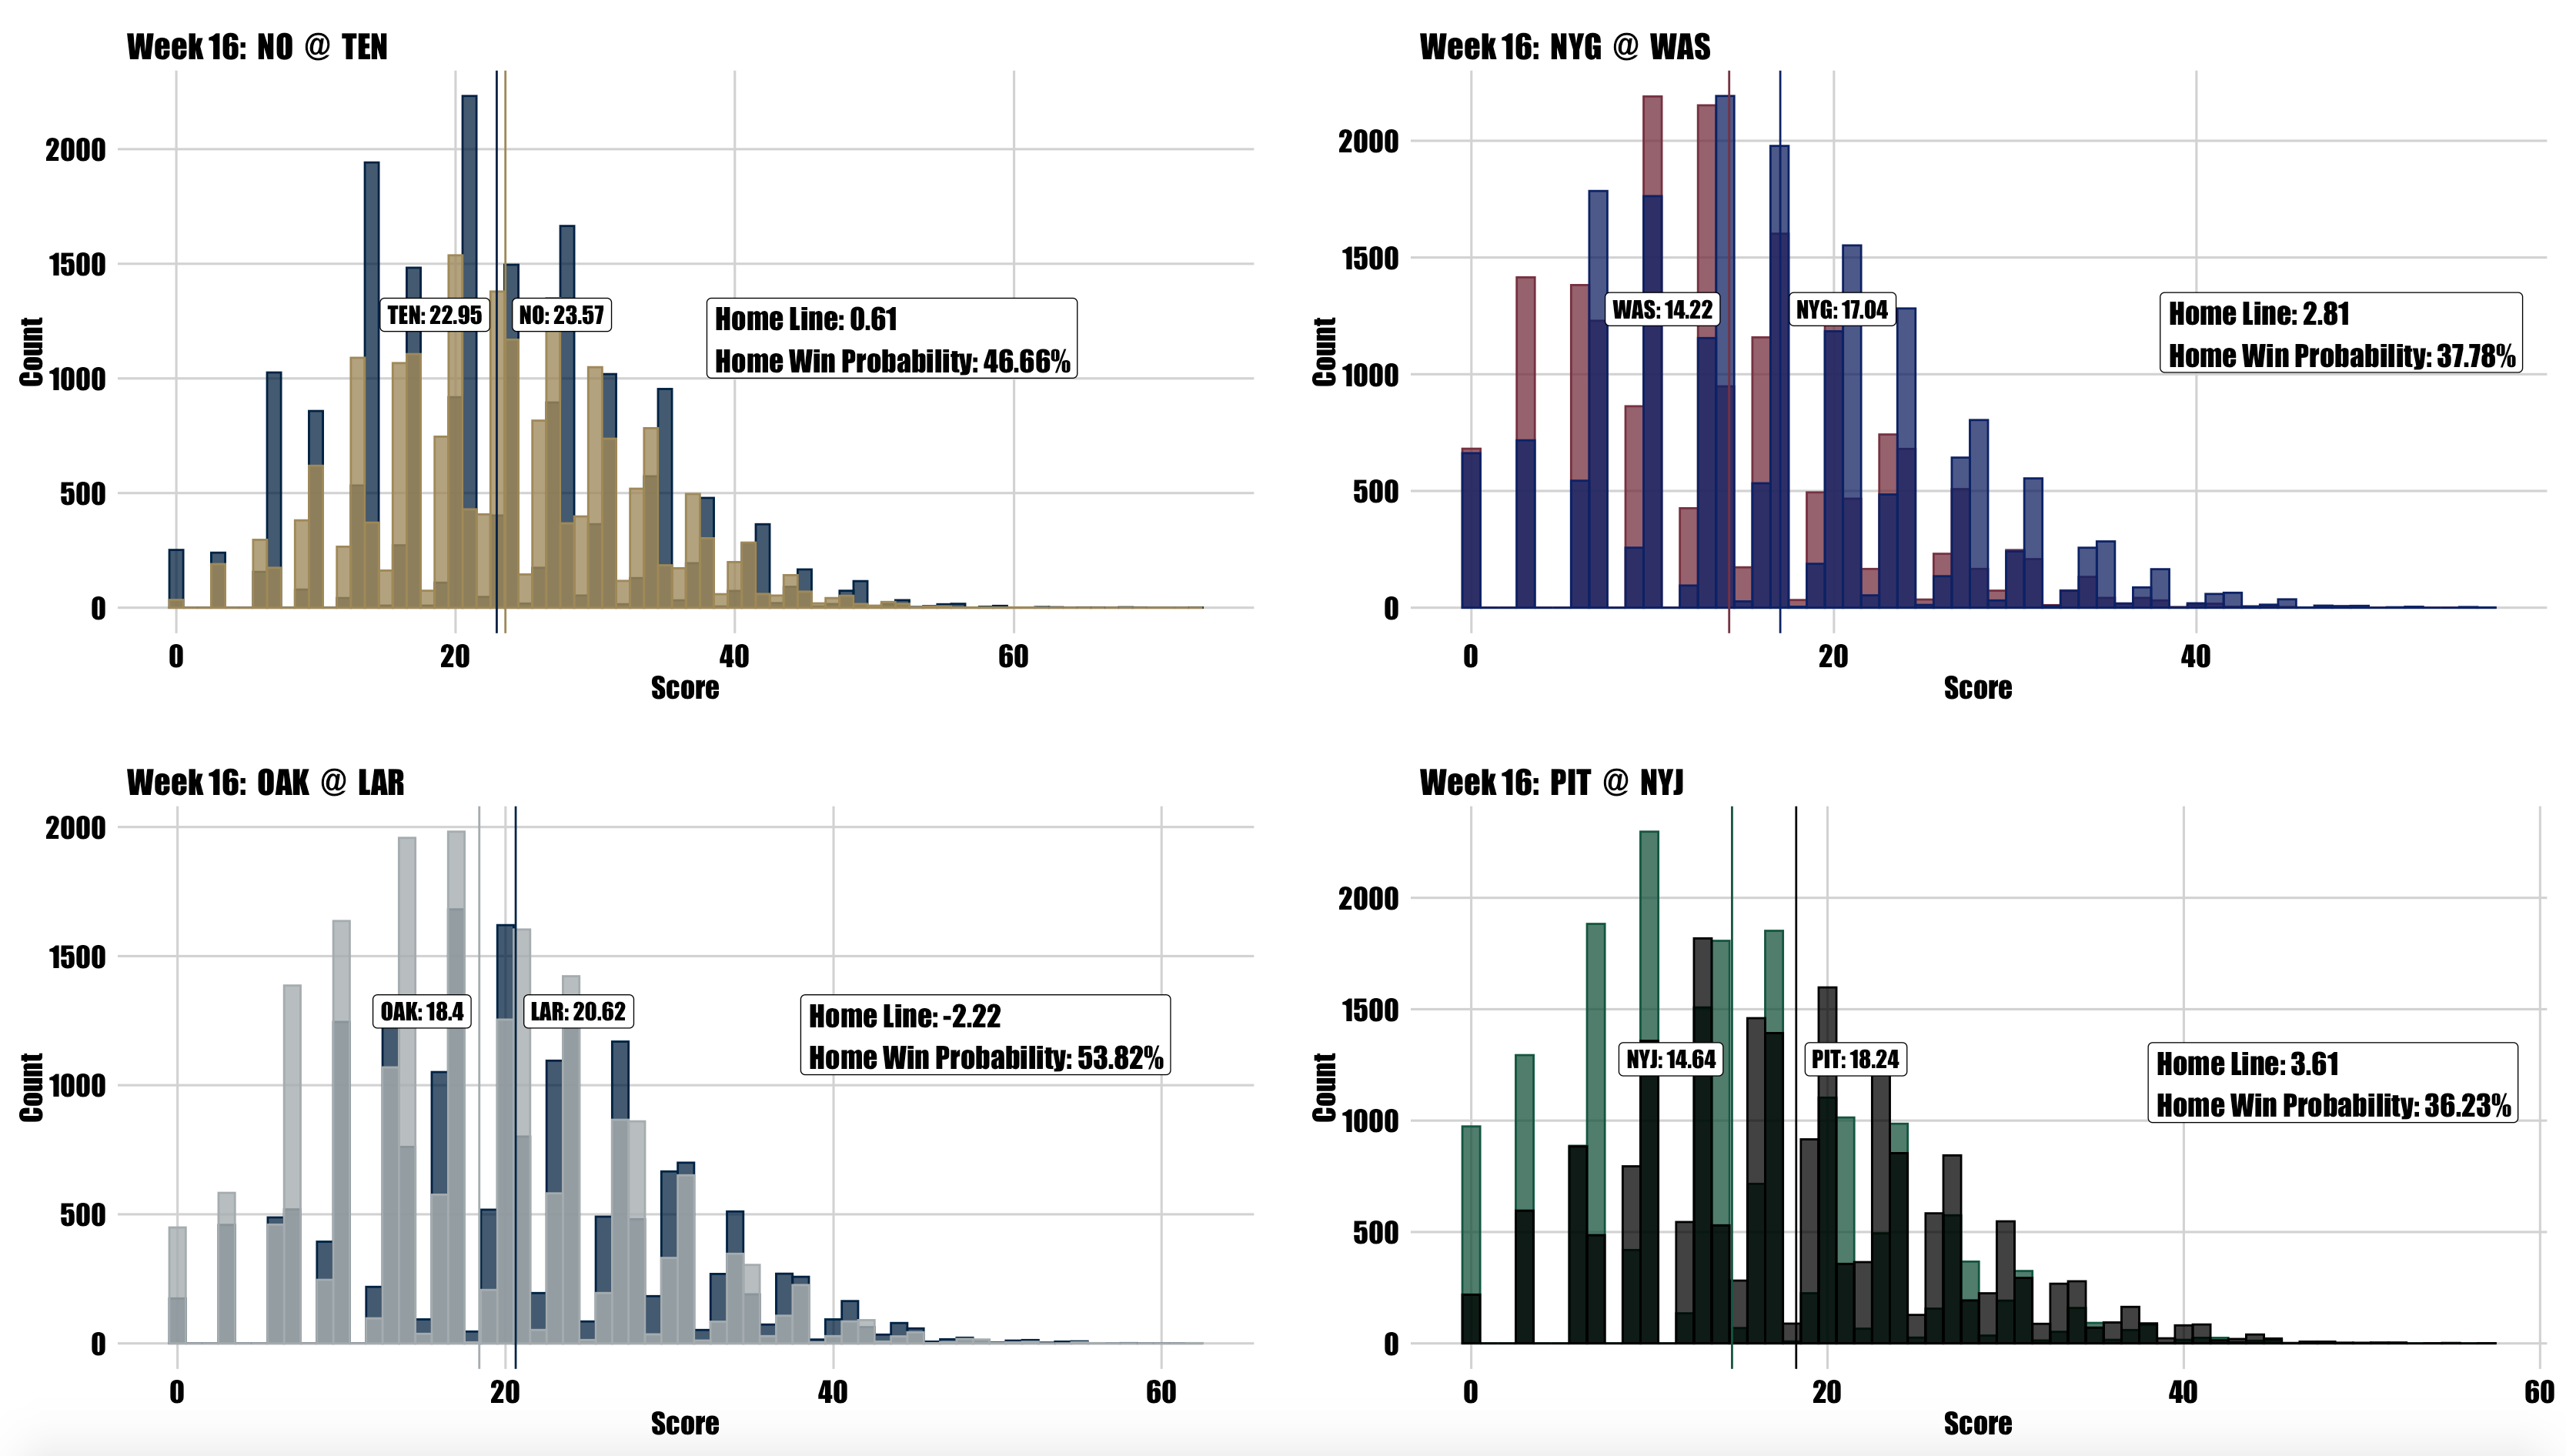 Week 16: NO @ TEN
2000
1500
1000
500
0
Count
TEN: 22.95
NO: 23.57
Home Line: 0.61
Home Win Probability: 46.66%
0 20 40 60
Score
Week 16: NYG @ WAS
2000
1500
1000
500
0
Count
WAS: 14.22
NYG: 17.04
Home Line: 2.81
Home Win Probability: 37.78%
0 20 40
Score
Week 16: OAK @ LAR
2000
1500
1000
500
0
Count
OAK: 18.4
LAR: 20.62
Home Line: -2.22
Home Win Probability: 53.82%
0 20 40 60
Score
Week 16: PIT @ NYJ
2000
1500
1000
500
0
Count
NYJ: 14.64
PIT: 18.24
Home Line: 3.61
Home Win Probability: 36.23%
0 20 40 60
Score